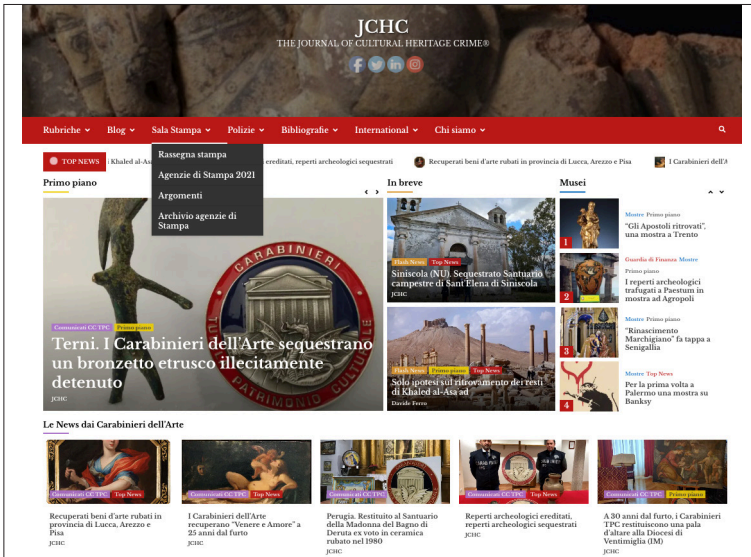 JCHC
THE JOURNAL OF CULTURAL HERITAGE CRIME®
Rubriche Blog Sala Stampa Polizie Bibliografie International Chi siamo
TOP NEWS
i Khaled al-Asa
ereditati, reperti archeologici sequestrati
Recuperati beni d'arte rubati in provincia di Lucca, Arezzo e Pisa
I Carabinieri dell'A
Rassegna stampa
Agenzie di Stampa 2021
Argomenti
Archivio agenzie di
Stampa
Primo piano
CARABINIERI
TUTELA PATRIMONIO CULTURALE
Comunicati CC TPC Primo piano
Terni. I Carabinieri dell'Arte sequestrano
un bronzetto etrusco illecitamente
detenuto
JCHC
In breve
Flash News Top News
Siniscola (NU). Sequestrato Santuario
campestre di Sant'Elena di Siniscola
JCHC
Flash News Primo piano Top News
Solo ipotesi sul ritrovamento dei resti
di Khaled al-Asa'ad
Davide Ferro
Musei
1
Mostre Primo piano
"Gli Apostoli ritrovati",
una mostra a Trento
2
Guardia di Finanza Mostre
Primo piano
I reperti archeologici
trafugati a Paestum in
mostra ad Agropoli
3
Mostre Primo piano
"Rinascimento
Marchigiano" fa tappa a
Senigallia
4
Mostre Top News
Per la prima volta a
Palermo una mostra su
Banksy
Le News dai Carabinieri dell'Arte
Comunicati CC TPC Top News
Recuperati beni d'arte rubati in
provincia di Lucca, Arezzo e
Pisa
JCHC
Comunicati CC TPC Top News
I Carabinieri dell'Arte
recuperano "Venere e Amore" a
25 anni dal furto
JCHC
Comunicati CC TPC Top News
Perugia. Restituito al Santuario
della Madonna del Bagno di
Deruta ex voto in ceramica
rubato nel 1980
JCHC
Comunicati CC TPC Top News
Reperti archeologici ereditati,
reperti archeologici sequestrati
JCHC
Comunicati CC TPC Primo piano
A 30 anni dal furto, i Carabinieri
TPC restituiscono una pala
d'altare alla Diocesi di
Ventimiglia (IM)
JCHC